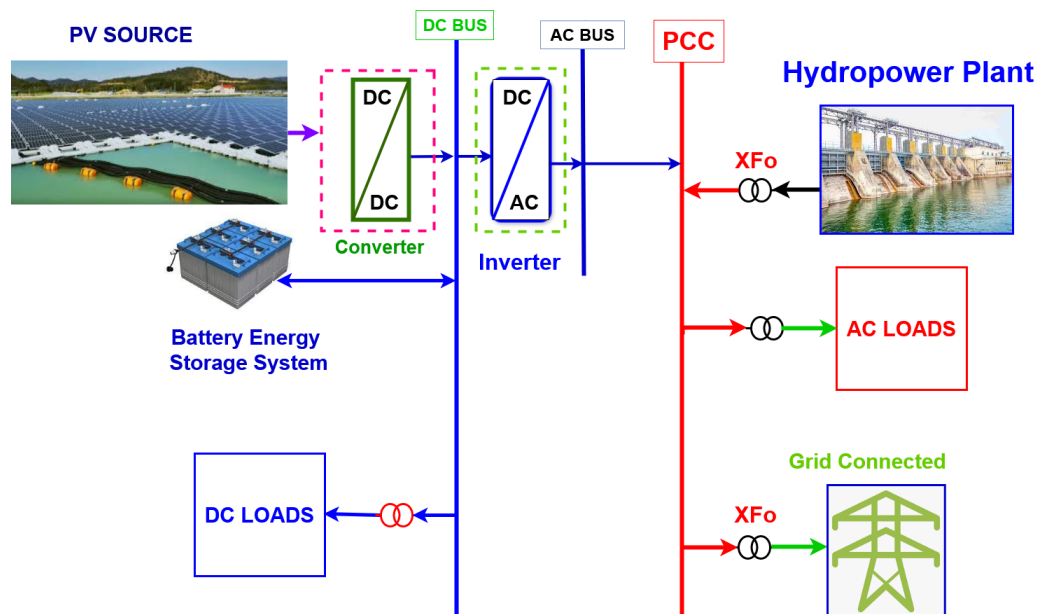 PV SOURCE
DC BUS
AC BUS
PCC
Hydropower Plant
DC
DC
Converter
DC
AC
Inverter
XFo
Battery Energy
Storage System
AC LOADS
DC LOADS
Grid Connected
XFo